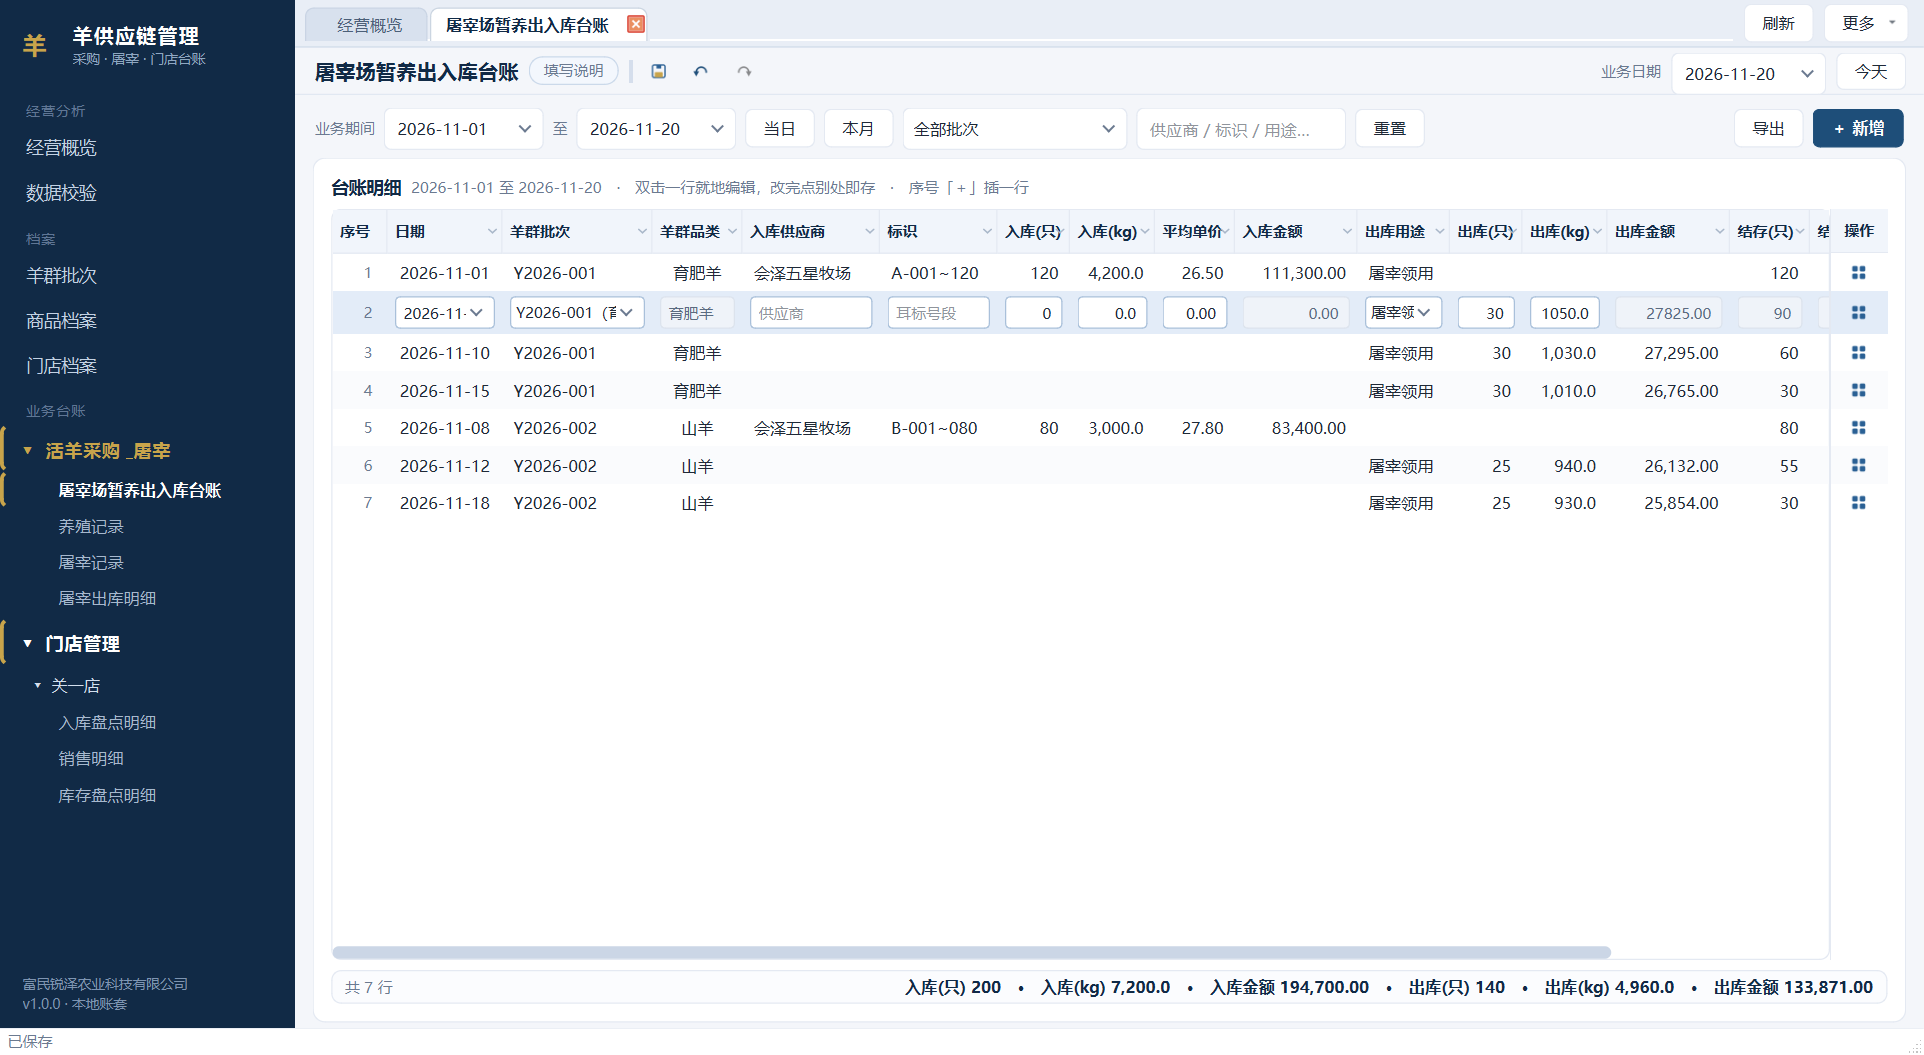 羊
羊供应链管理
采购 · 屠宰 · 门店台账
经营分析
经营概览
数据校验
档案
羊群批次
商品档案
门店档案
业务台账
活羊采购 _屠宰
屠宰场暂养出入库台账
养殖记录
屠宰记录
屠宰出库明细
门店管理
关一店
入库盘点明细
销售明细
库存盘点明细
富民锐泽农业科技有限公司
v1.0.0 · 本地账套
已保存
经营概览 屠宰场暂养出入库台账 刷新 更多
屠宰场暂养出入库台账 填写说明 业务日期 2026-11-20 今天
业务期间 2026-11-01 至 2026-11-20 当日 本月 全部批次 供应商 / 标识 / 用途... 重置 导出 + 新增
台账明细 2026-11-01 至 2026-11-20 · 双击一行就地编辑，改完点别处即存 · 序号「+」插一行
序号 日期 羊群批次 羊群品类 入库供应商 标识 入库(只) 入库(kg) 平均单价 入库金额 出库用途 出库(只) 出库(kg) 出库金额 结存(只) 结 操作
1 2026-11-01 Y2026-001 育肥羊 会泽五星牧场 A-001~120 120 4,200.0 26.50 111,300.00 屠宰领用 120
2 2026-11- Y2026-001（育 育肥羊 供应商 耳标号段 0 0.0 0.00 0.00 屠宰领 30 1050.0 27825.00 90
3 2026-11-10 Y2026-001 育肥羊 屠宰领用 30 1,030.0 27,295.00 60
4 2026-11-15 Y2026-001 育肥羊 屠宰领用 30 1,010.0 26,765.00 30
5 2026-11-08 Y2026-002 山羊 会泽五星牧场 B-001~080 80 3,000.0 27.80 83,400.00 80
6 2026-11-12 Y2026-002 山羊 屠宰领用 25 940.0 26,132.00 55
7 2026-11-18 Y2026-002 山羊 屠宰领用 25 930.0 25,854.00 30
共 7 行 入库(只) 200 • 入库(kg) 7,200.0 • 入库金额 194,700.00 • 出库(只) 140 • 出库(kg) 4,960.0 • 出库金额 133,871.00